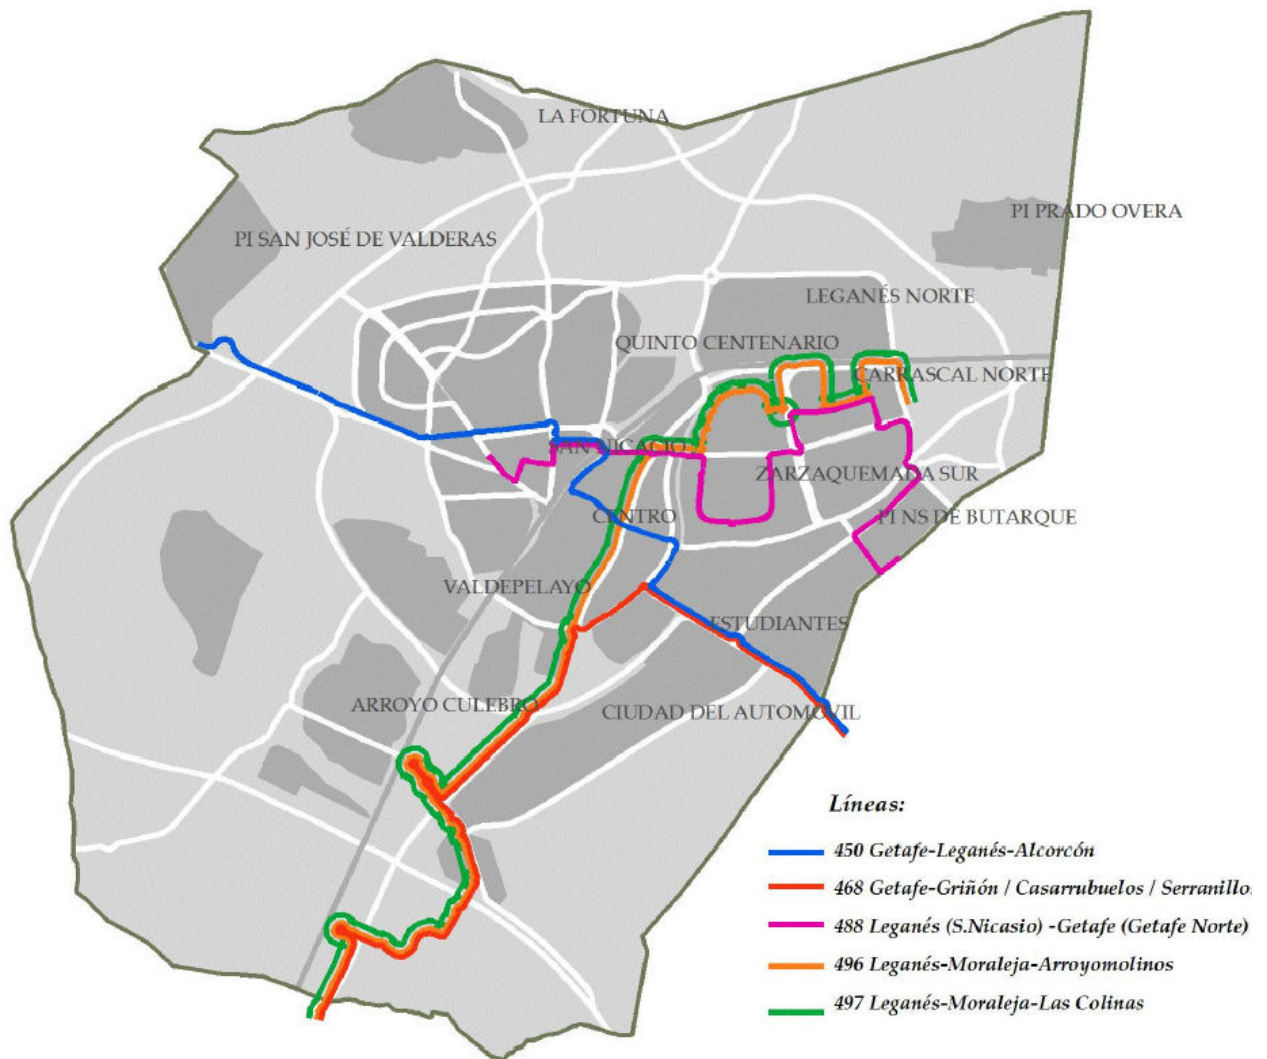 LA FORTUNA
PI PRADO OVERA
PI SAN JOSÉ DE VALDERAS
LEGANÉS NORTE
QUINTO CENTENARIO
CARRASCAL NORTE
SAN NICACIO
ZARZAQUEMADA SUR
CENTRO
PI NS DE BUTARQUE
VALDEPELAYO
ESTUDIANTES
ARROYO CULEBRO
CIUDAD DEL AUTOMOVIL
Líneas:
450 Getafe-Leganés-Alcorcón
468 Getafe-Griñón / Casarrubuelos / Serranillo
488 Leganés (S.Nicasio) -Getafe (Getafe Norte)
496 Leganés-Moraleja-Arroyomolinos
497 Leganés-Moraleja-Las Colinas